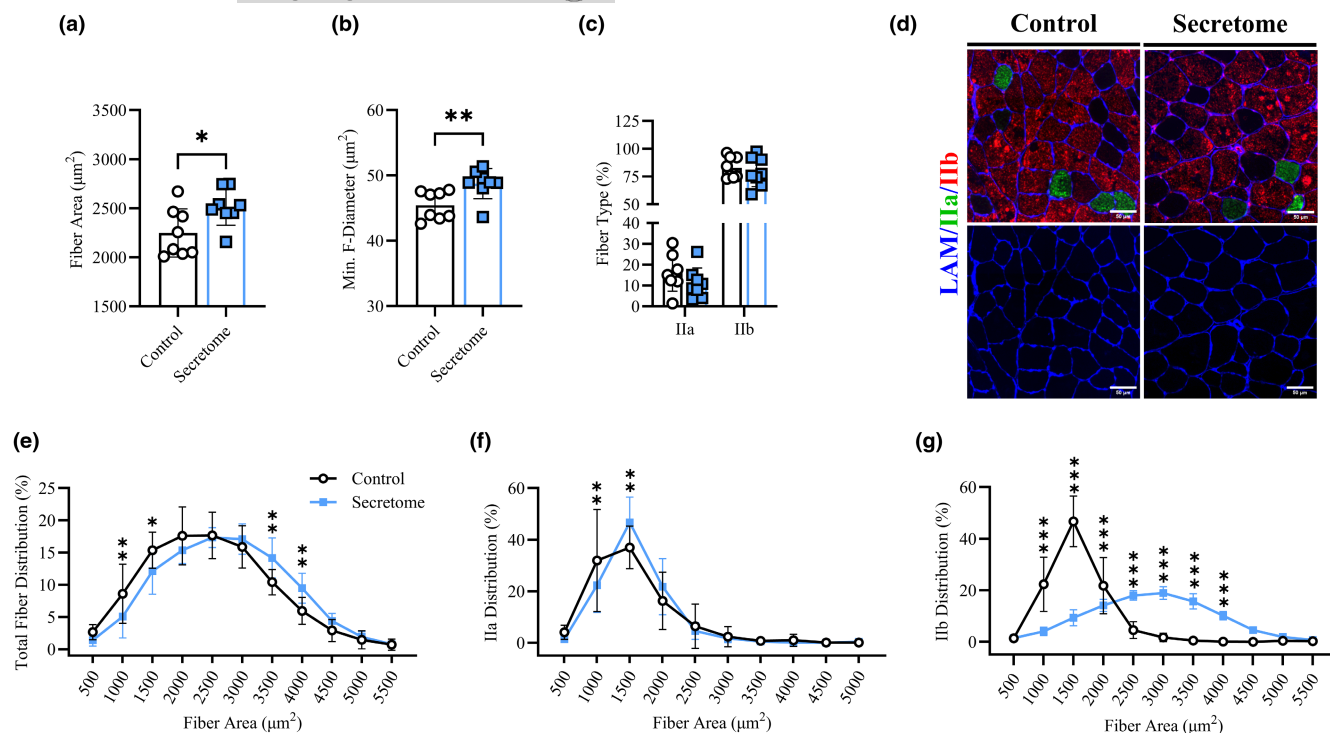 (a)
(b)
(c)
(d)
Control
Secretome
3500
3000
2500
2000
1500
Fiber Area (μm²)
*
Control
Secretome
60
50
40
30
Min. F-Diameter (μm²)
**
Control
Secretome
125
100
75
50
40
30
20
10
0
Fiber Type (%)
IIa
IIb
LAM/IIa/IIb
50 μm
50 μm
50 μm
50 μm
(e)
Control
Secretome
25
20
15
10
5
0
Total Fiber Distribution (%)
**
*
**
**
500 1000 1500 2000 2500 3000 3500 4000 4500 5000 5500
Fiber Area (μm²)
(f)
60
40
20
0
IIa Distribution (%)
**
**
500 1000 1500 2000 2500 3000 3500 4000 4500 5000
Fiber Area (μm²)
(g)
60
40
20
0
IIb Distribution (%)
***
***
***
***
***
***
***
500 1000 1500 2000 2500 3000 3500 4000 4500 5000 5500
Fiber Area (μm²)